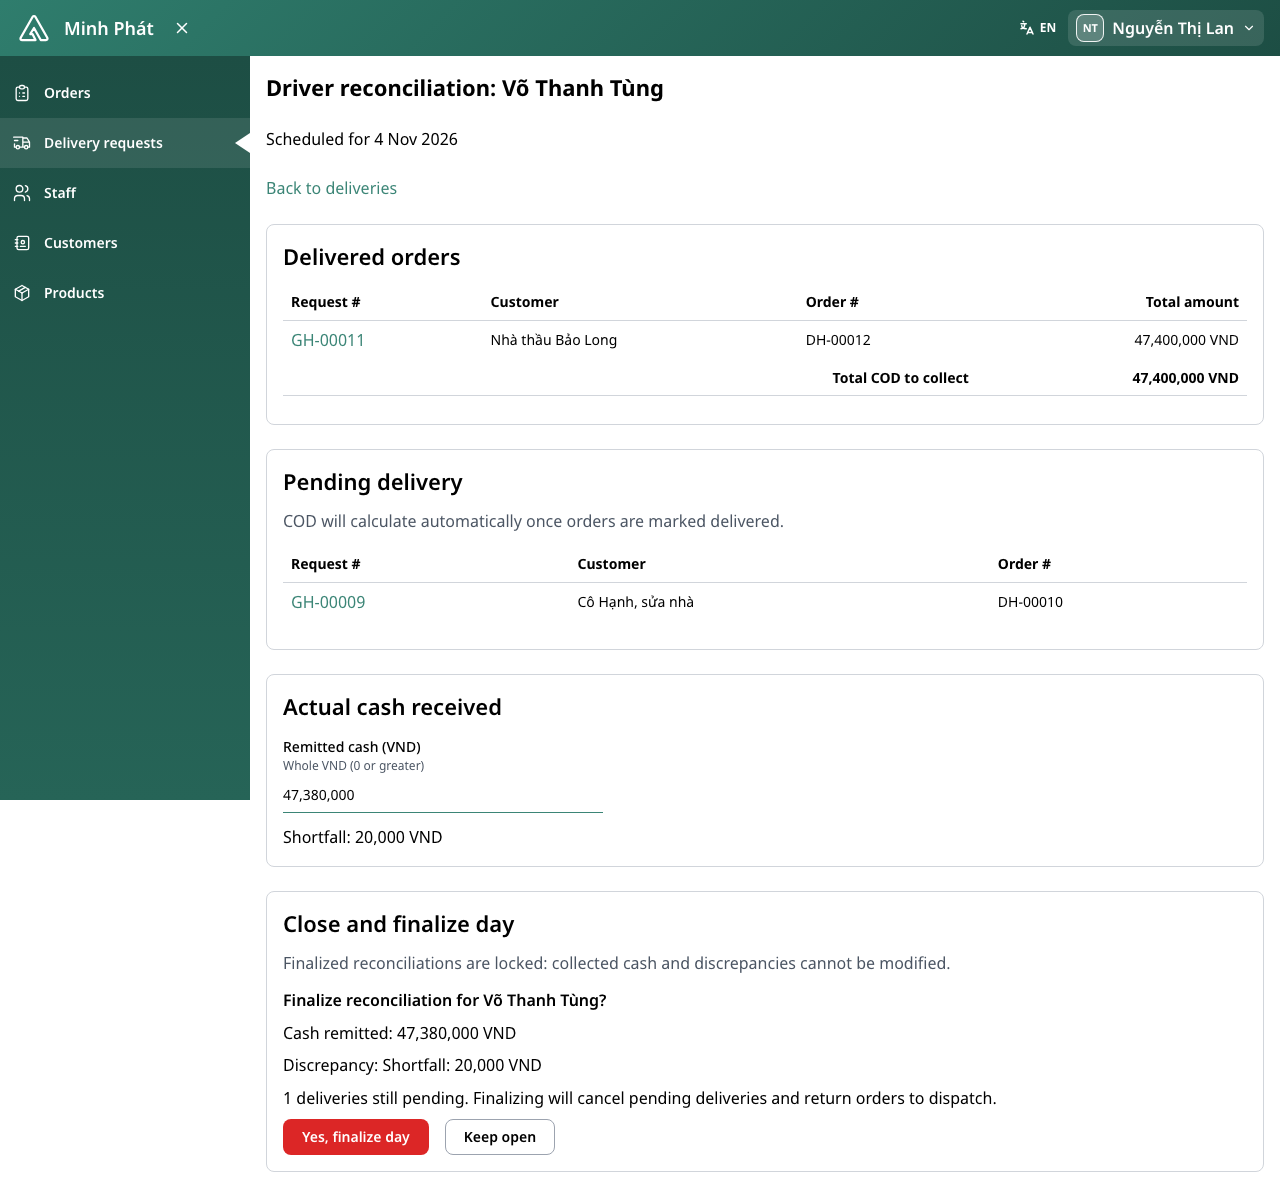 Minh Phát
EN
NT
Nguyễn Thị Lan
Orders
Delivery requests
Staff
Customers
Products
Driver reconciliation: Võ Thanh Tùng
Scheduled for 4 Nov 2026
Back to deliveries
Delivered orders
Request # Customer Order # Total amount
GH-00011 Nhà thầu Bảo Long DH-00012 47,400,000 VND
Total COD to collect 47,400,000 VND
Pending delivery
COD will calculate automatically once orders are marked delivered.
Request # Customer Order #
GH-00009 Cô Hạnh, sửa nhà DH-00010
Actual cash received
Remitted cash (VND)
Whole VND (0 or greater)
47,380,000
Shortfall: 20,000 VND
Close and finalize day
Finalized reconciliations are locked: collected cash and discrepancies cannot be modified.
Finalize reconciliation for Võ Thanh Tùng?
Cash remitted: 47,380,000 VND
Discrepancy: Shortfall: 20,000 VND
1 deliveries still pending. Finalizing will cancel pending deliveries and return orders to dispatch.
Yes, finalize day
Keep open